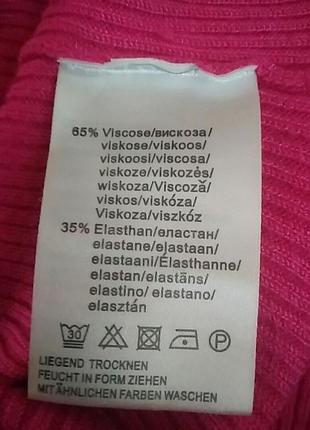 65% Viscose/вискоза/
viskose/viskoos/
viskoosi/viscosa/
viskoze/viskozės/
wiskoza/Viscoză/
viskos/viskóza/
Viskoza/viszkóz
35% Elasthan/еластан/
elastane/elastaan/
elastaani/Élasthanne/
elastan/elastāns/
elastino/elastano/
elasztán
30
LIEGEND TROCKNEN
FEUCHT IN FORM ZIEHEN
MIT ÄHNLICHEN FARBEN WASCHEN